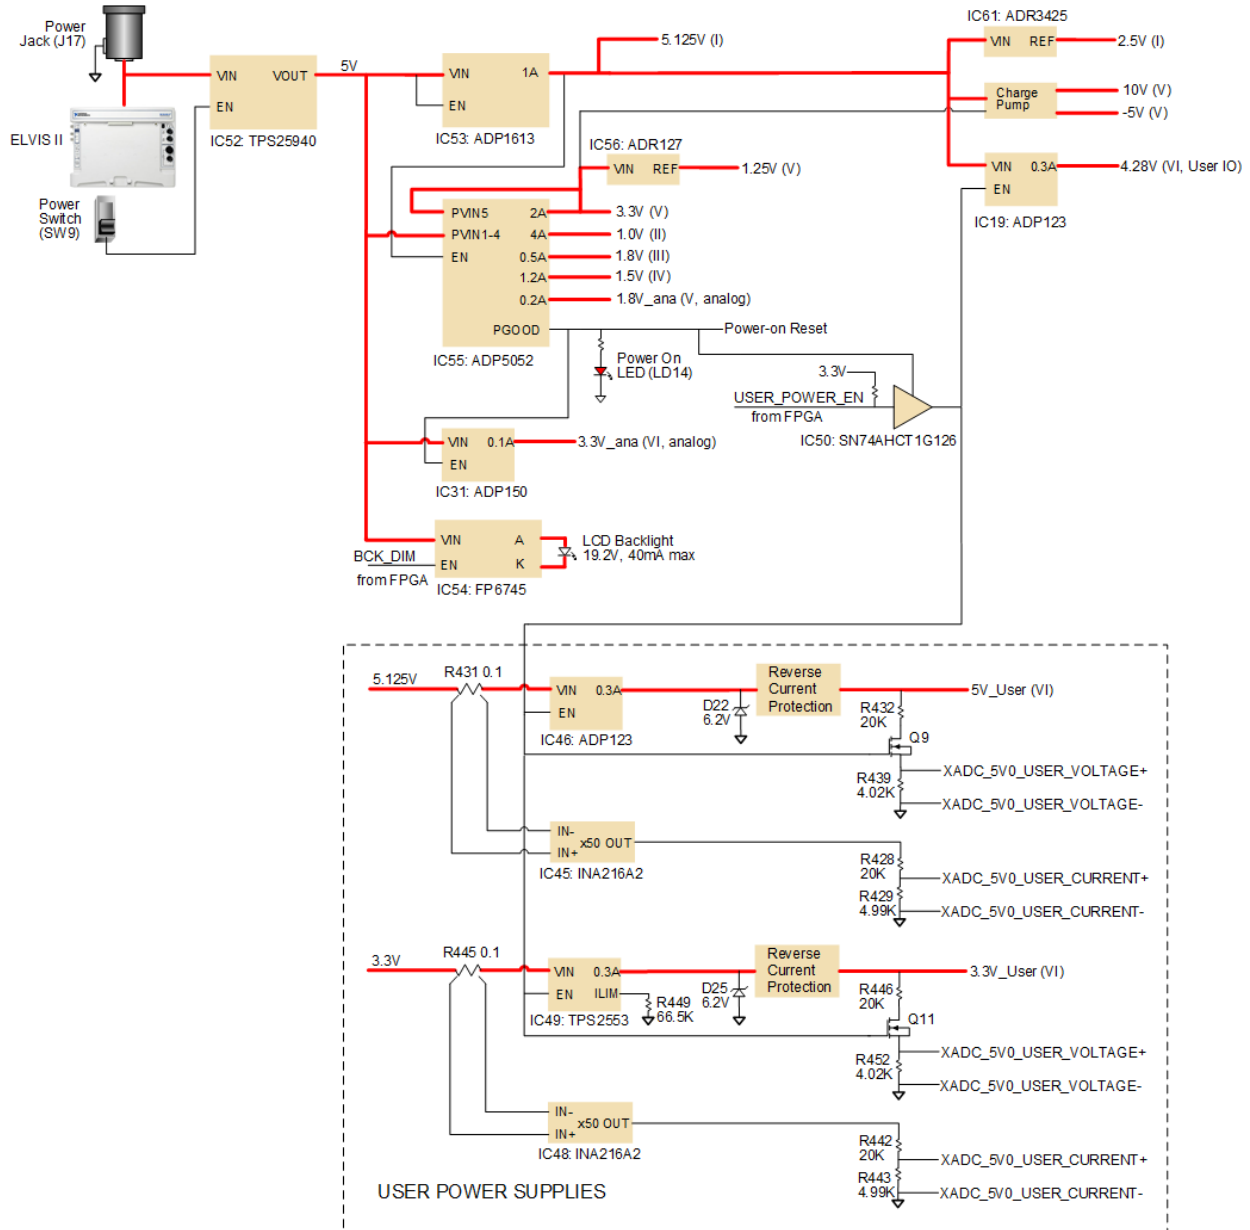 Power
Jack (J17)
ELVIS II
Power
Switch
(SW9)
VIN VOUT
EN
IC52: TPS25940
5V
VIN 1A
EN
IC53: ADP1613
5.125V (I)
IC61: ADR3425
VIN REF
2.5V (I)
Charge
Pump
10V (V)
-5V (V)
IC56: ADR127
VIN REF
1.25V (V)
VIN 0.3A
EN
4.28V (VI, User IO)
IC19: ADP123
PVIN5 2A
3.3V (V)
PVIN1-4 4A
1.0V (II)
EN 0.5A
1.8V (III)
1.2A
1.5V (IV)
0.2A
1.8V_ana (V, analog)
PGOOD
Power-on Reset
IC55: ADP5052
Power On
LED (LD14)
3.3V
USER_POWER_EN
from FPGA
IC50: SN74AHCT1G126
VIN 0.1A
EN
3.3V_ana (VI, analog)
IC31: ADP150
VIN A
EN K
BCK_DIM
from FPGA
LCD Backlight
19.2V, 40mA max
IC54: FP6745
5.125V
R431 0.1
VIN 0.3A
EN
IC46: ADP123
D22
6.2V
Reverse
Current
Protection
5V_User (VI)
R432
20K
Q9
XADC_5V0_USER_VOLTAGE+
R439
4.02K
XADC_5V0_USER_VOLTAGE-
IN-
x50 OUT
IN+
IC45: INA216A2
R428
20K
XADC_5V0_USER_CURRENT+
R429
4.99K
XADC_5V0_USER_CURRENT-
3.3V
R445 0.1
VIN 0.3A
EN ILIM
IC49: TPS2553
R449
66.5K
D25
6.2V
Reverse
Current
Protection
3.3V_User (VI)
R446
20K
Q11
XADC_5V0_USER_VOLTAGE+
R452
4.02K
XADC_5V0_USER_VOLTAGE-
IN-
x50 OUT
IN+
IC48: INA216A2
R442
20K
XADC_5V0_USER_CURRENT+
R443
4.99K
XADC_5V0_USER_CURRENT-
USER POWER SUPPLIES